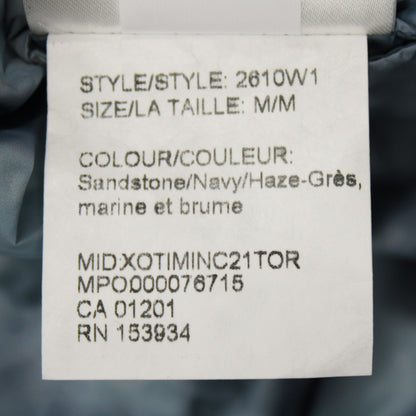 STYLE/STYLE: 2610W1
SIZE/LA TAILLE: M/M
COLOUR/COULEUR:
Sandstone/Navy/Haze-Grès,
marine et brume
MID:XOTIMINC21TOR
MPO:000076715
CA 01201
RN 153934